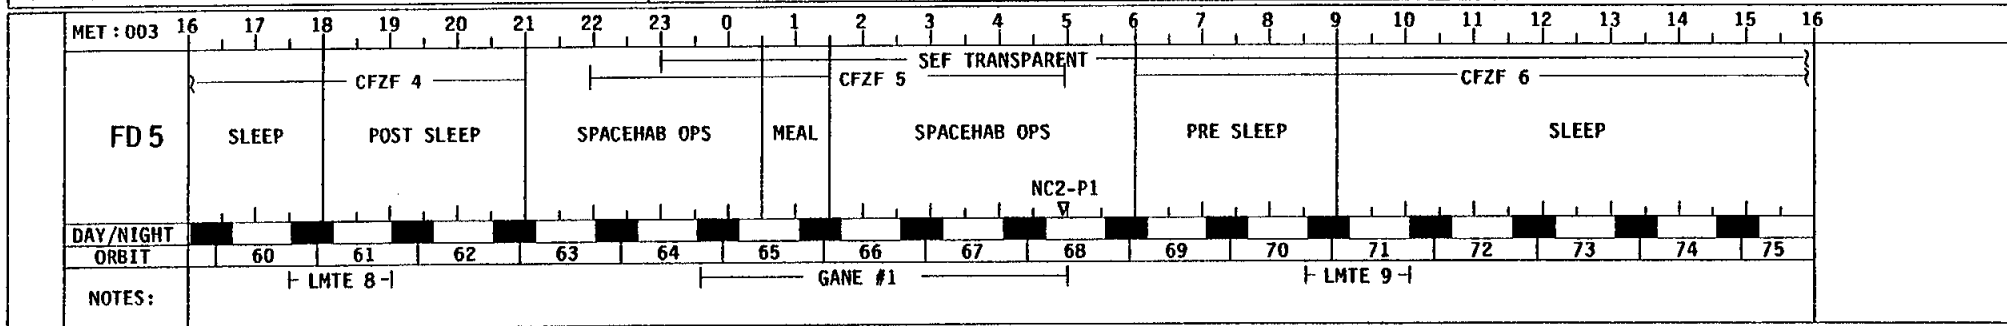 MET:003 16 17 18 19 20 21 22 23 0 1 2 3 4 5 6 7 8 9 10 11 12 13 14 15 16
SEF TRANSPARENT
CFZF 4 CFZF 5 CFZF 6
FD 5 SLEEP POST SLEEP SPACEHAB OPS MEAL SPACEHAB OPS PRE SLEEP SLEEP
NC2-P1
DAY/NIGHT
ORBIT 60 61 62 63 64 65 66 67 68 69 70 71 72 73 74 75
LMTE 8 GANE #1 LMTE 9
NOTES: